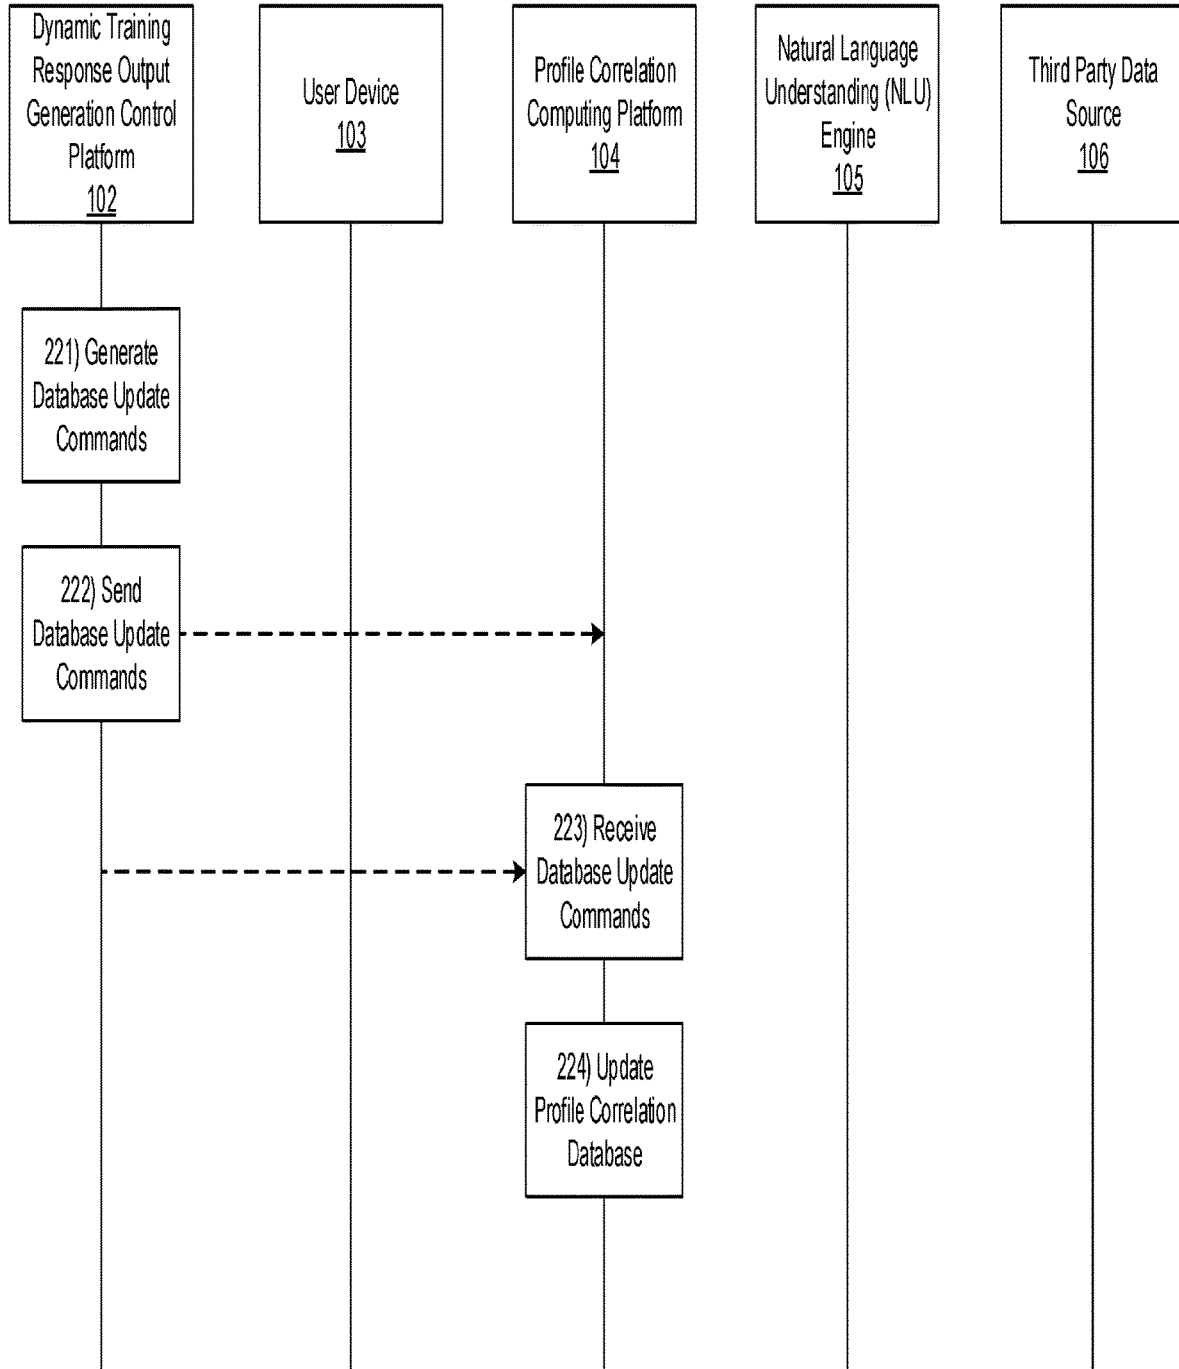 Dynamic Training
Response Output
Generation Control
Platform
102
User Device
103
Profile Correlation
Computing Platform
104
Natural Language
Understanding (NLU)
Engine
105
Third Party Data
Source
106
221) Generate
Database Update
Commands
222) Send
Database Update
Commands
223) Receive
Database Update
Commands
224) Update
Profile Correlation
Database